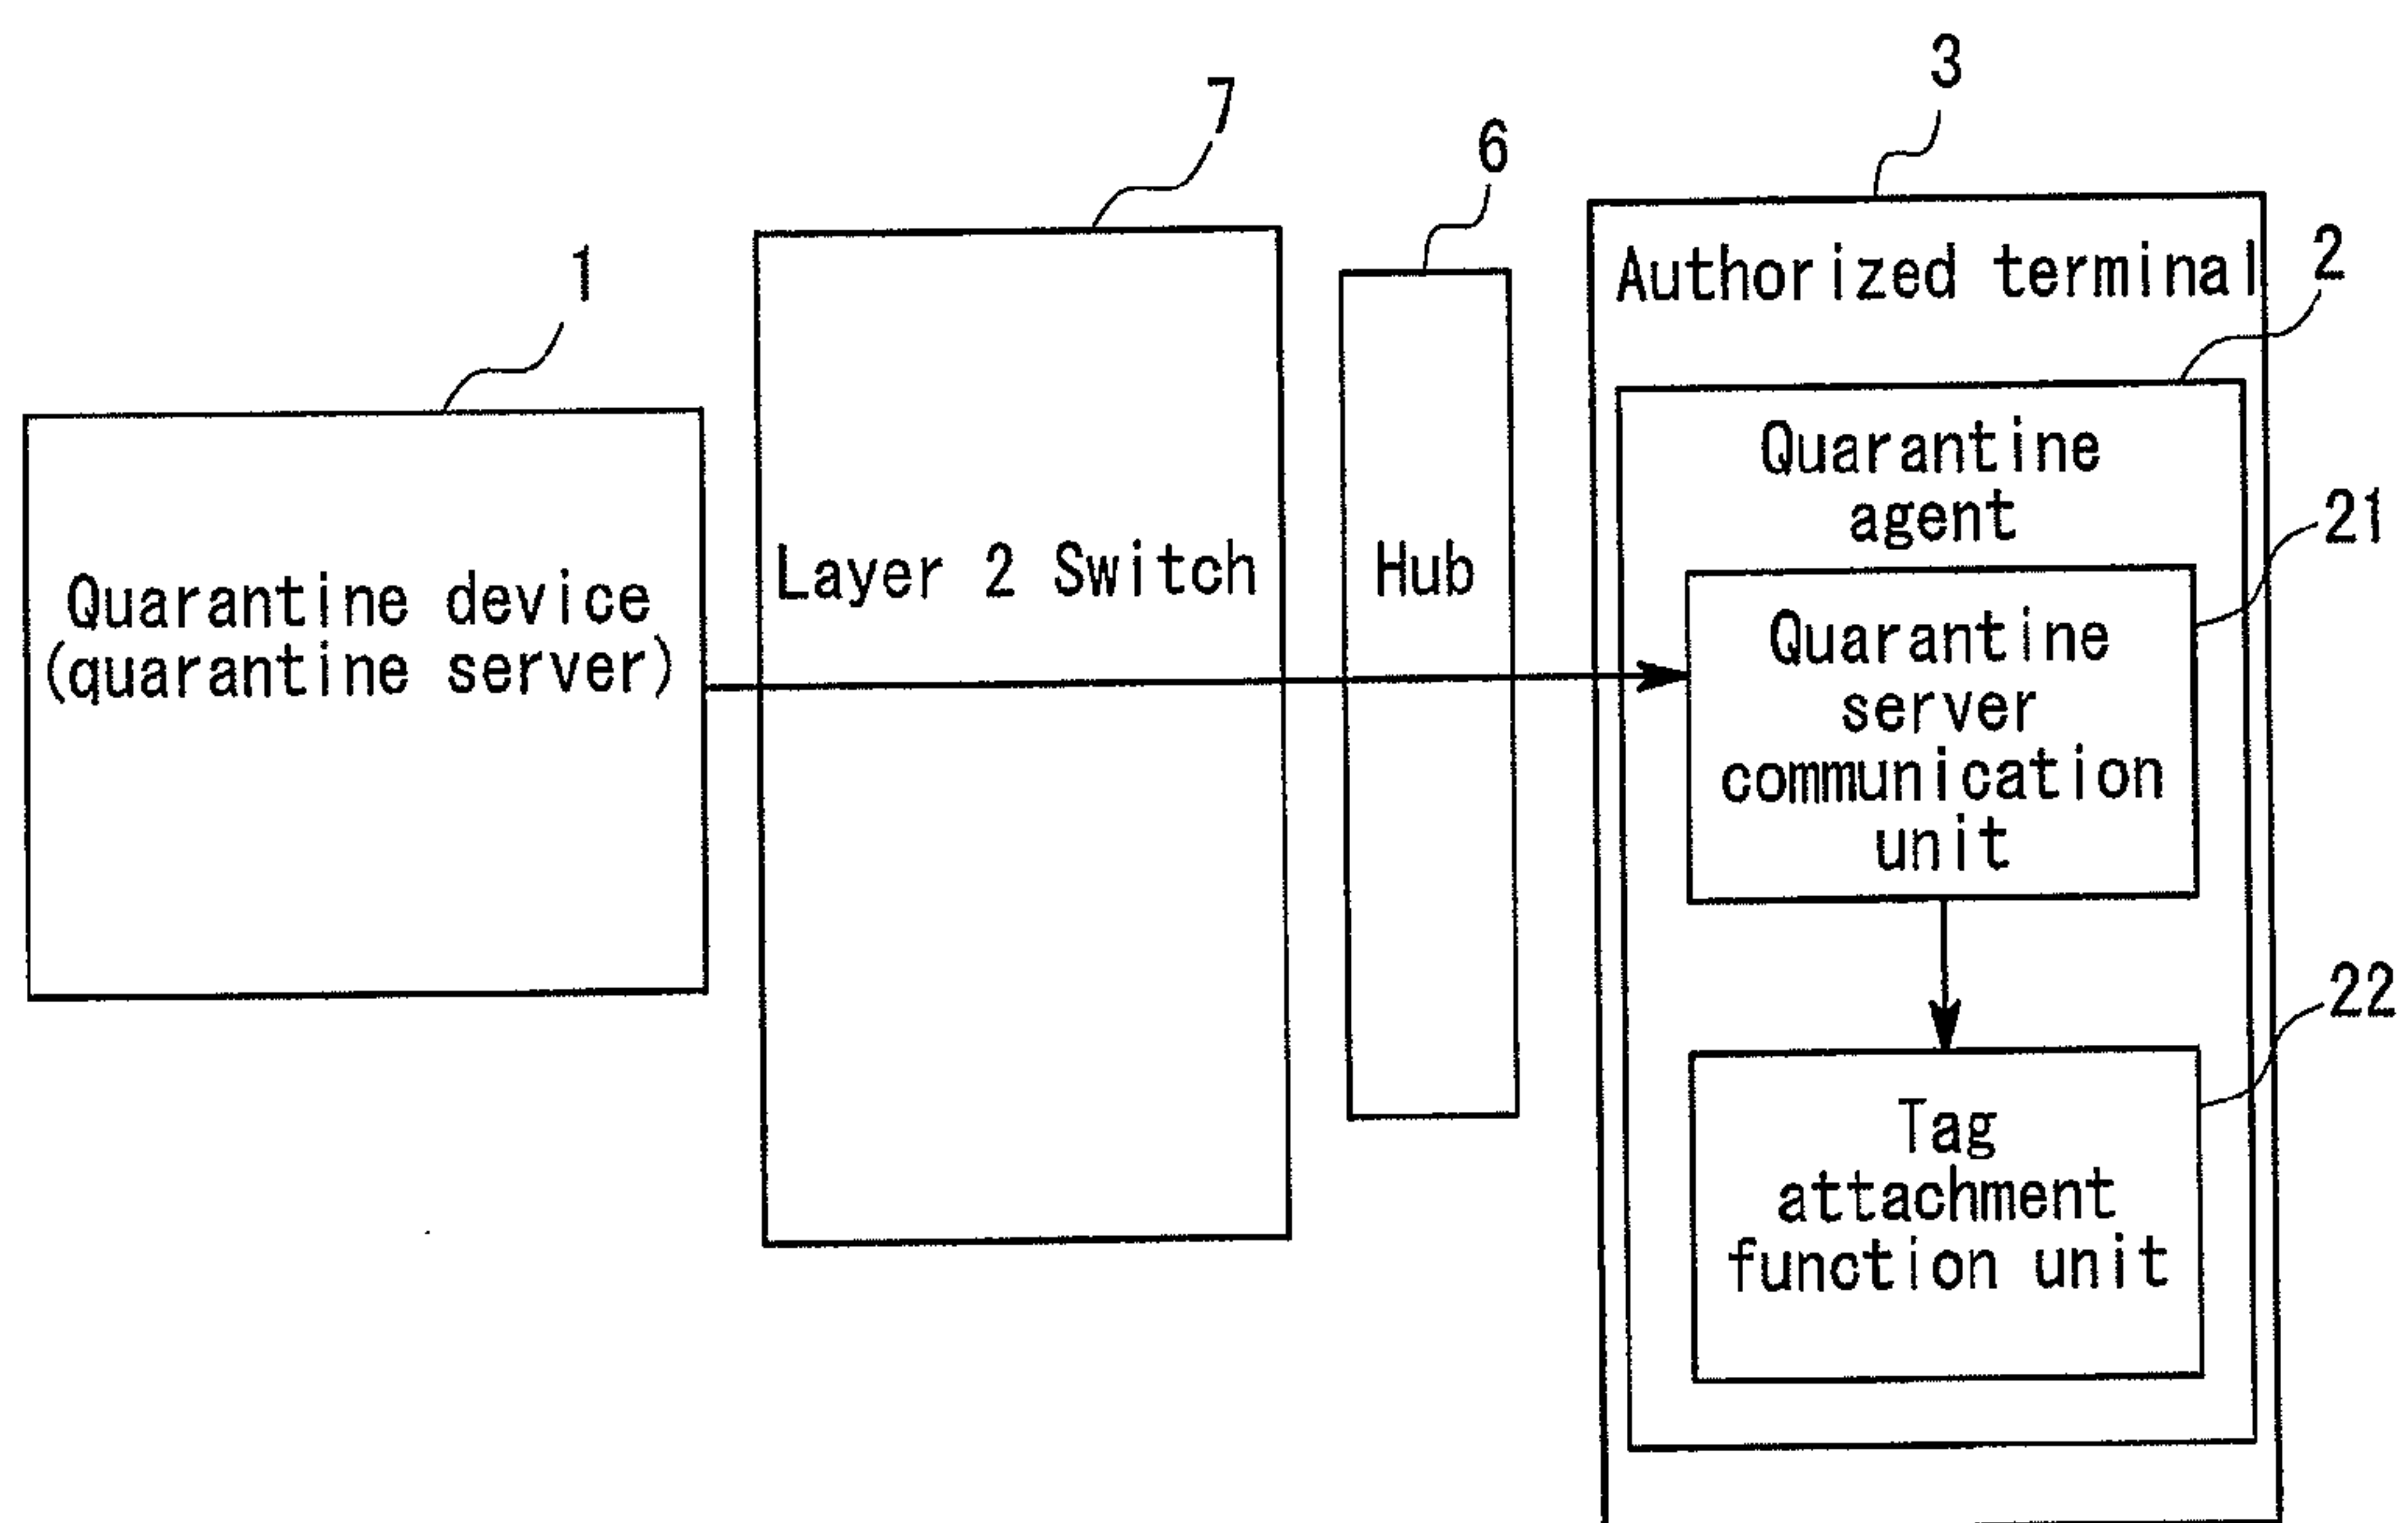 3
7
6
Authorized terminal
2
1
Quarantine
agent
21
Layer 2 Switch
Hub
Quarantine device
(quarantine server)
Quarantine
server
communication
unit
22
Tag
attachment
function unit